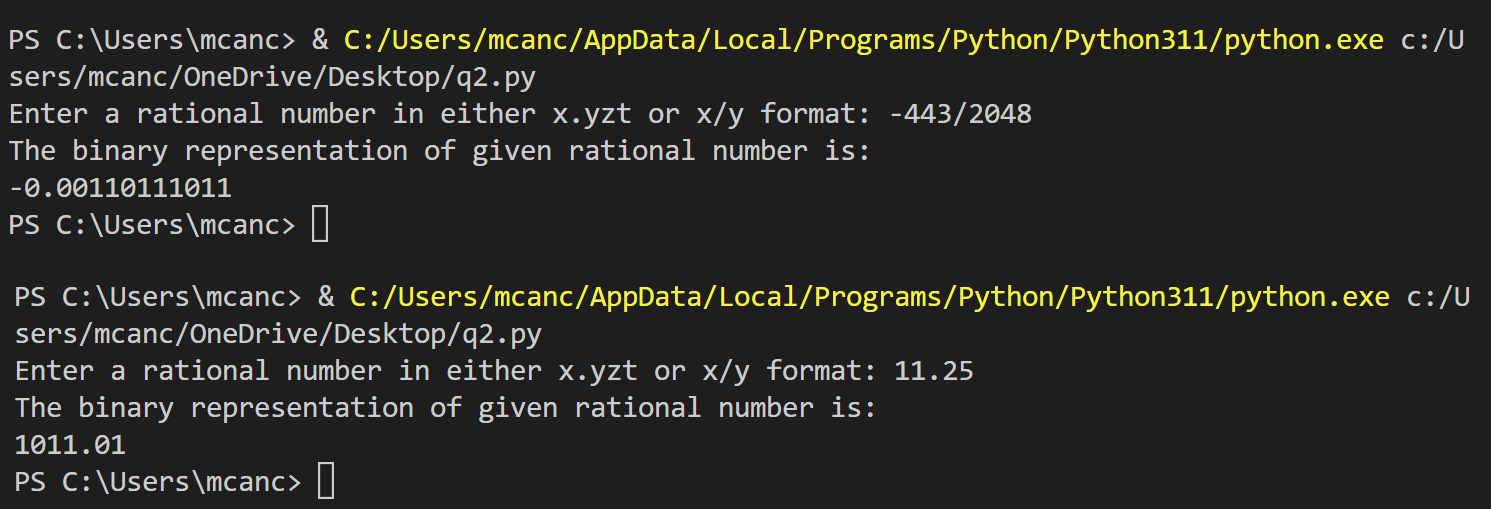 PS C:\Users\mcanc> & C:/Users/mcanc/AppData/Local/Programs/Python/Python311/python.exe c:/U
sers/mcanc/OneDrive/Desktop/q2.py
Enter a rational number in either x.yzt or x/y format: -443/2048
The binary representation of given rational number is:
-0.00110111011
PS C:\Users\mcanc>
PS C:\Users\mcanc> & C:/Users/mcanc/AppData/Local/Programs/Python/Python311/python.exe c:/U
sers/mcanc/OneDrive/Desktop/q2.py
Enter a rational number in either x.yzt or x/y format: 11.25
The binary representation of given rational number is:
1011.01
PS C:\Users\mcanc>